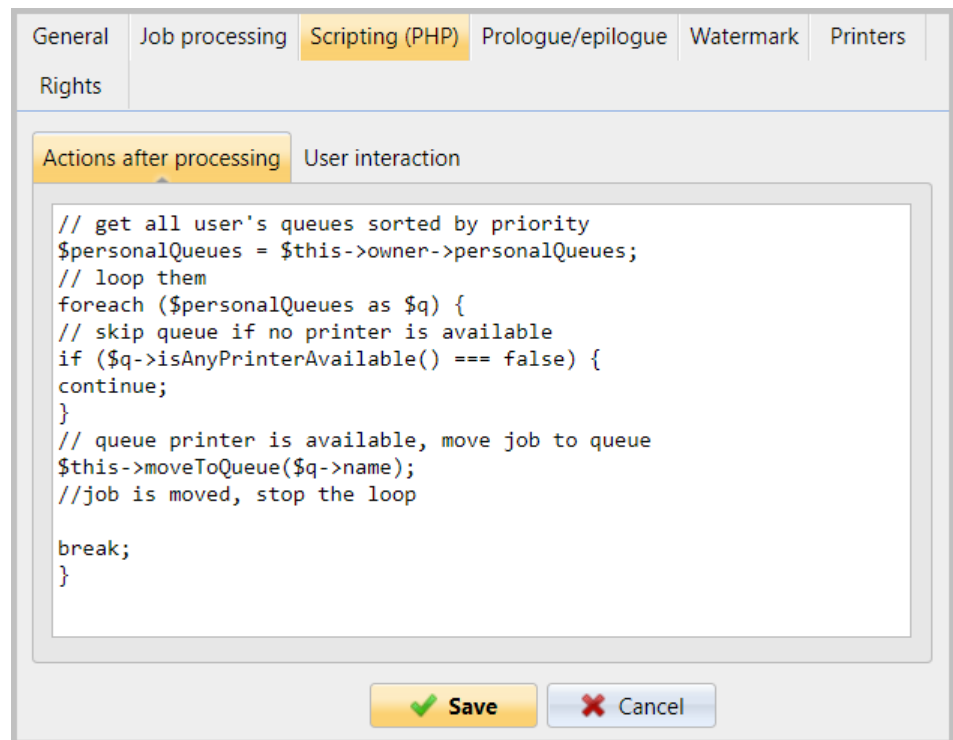 General Job processing Scripting (PHP) Prologue/epilogue Watermark Printers
Rights
Actions after processing User interaction
// get all user's queues sorted by priority
$personalQueues = $this->owner->personalQueues;
// loop them
foreach ($personalQueues as $q) {
// skip queue if no printer is available
if ($q->isAnyPrinterAvailable() === false) {
continue;
}
// queue printer is available, move job to queue
$this->moveToQueue($q->name);
//job is moved, stop the loop
break;
}
Save Cancel